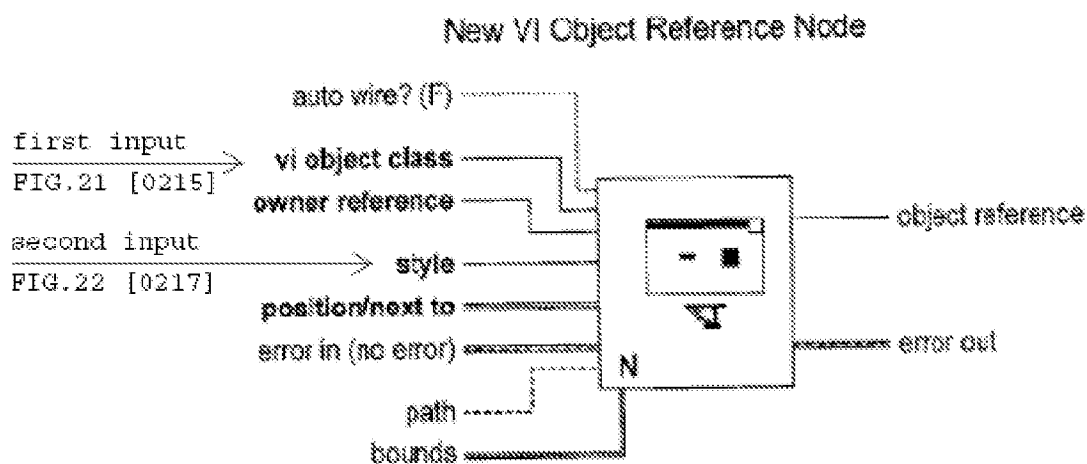 New VI Object Reference Node
auto wire? (F)
first input
FIG.21 [0215]
vi object class
owner reference
second input
FIG.22 [0217]
style
position/next to
error in (no error)
path
bounds
N
object reference
error out